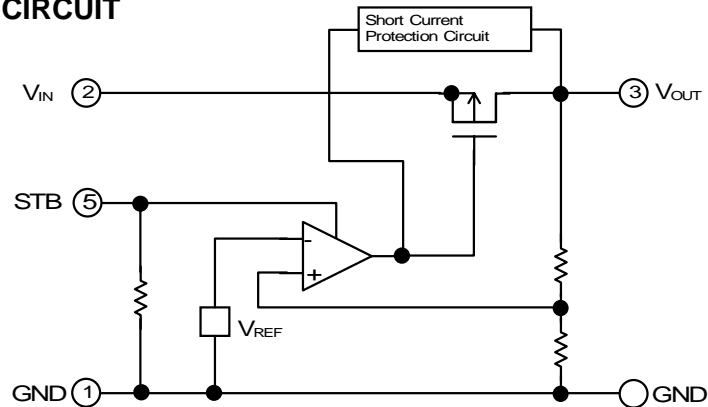 CIRCUIT
Short Current
Protection Circuit
VIN 2
3 VOUT
STB 5
-
+
VREF
GND 1
GND